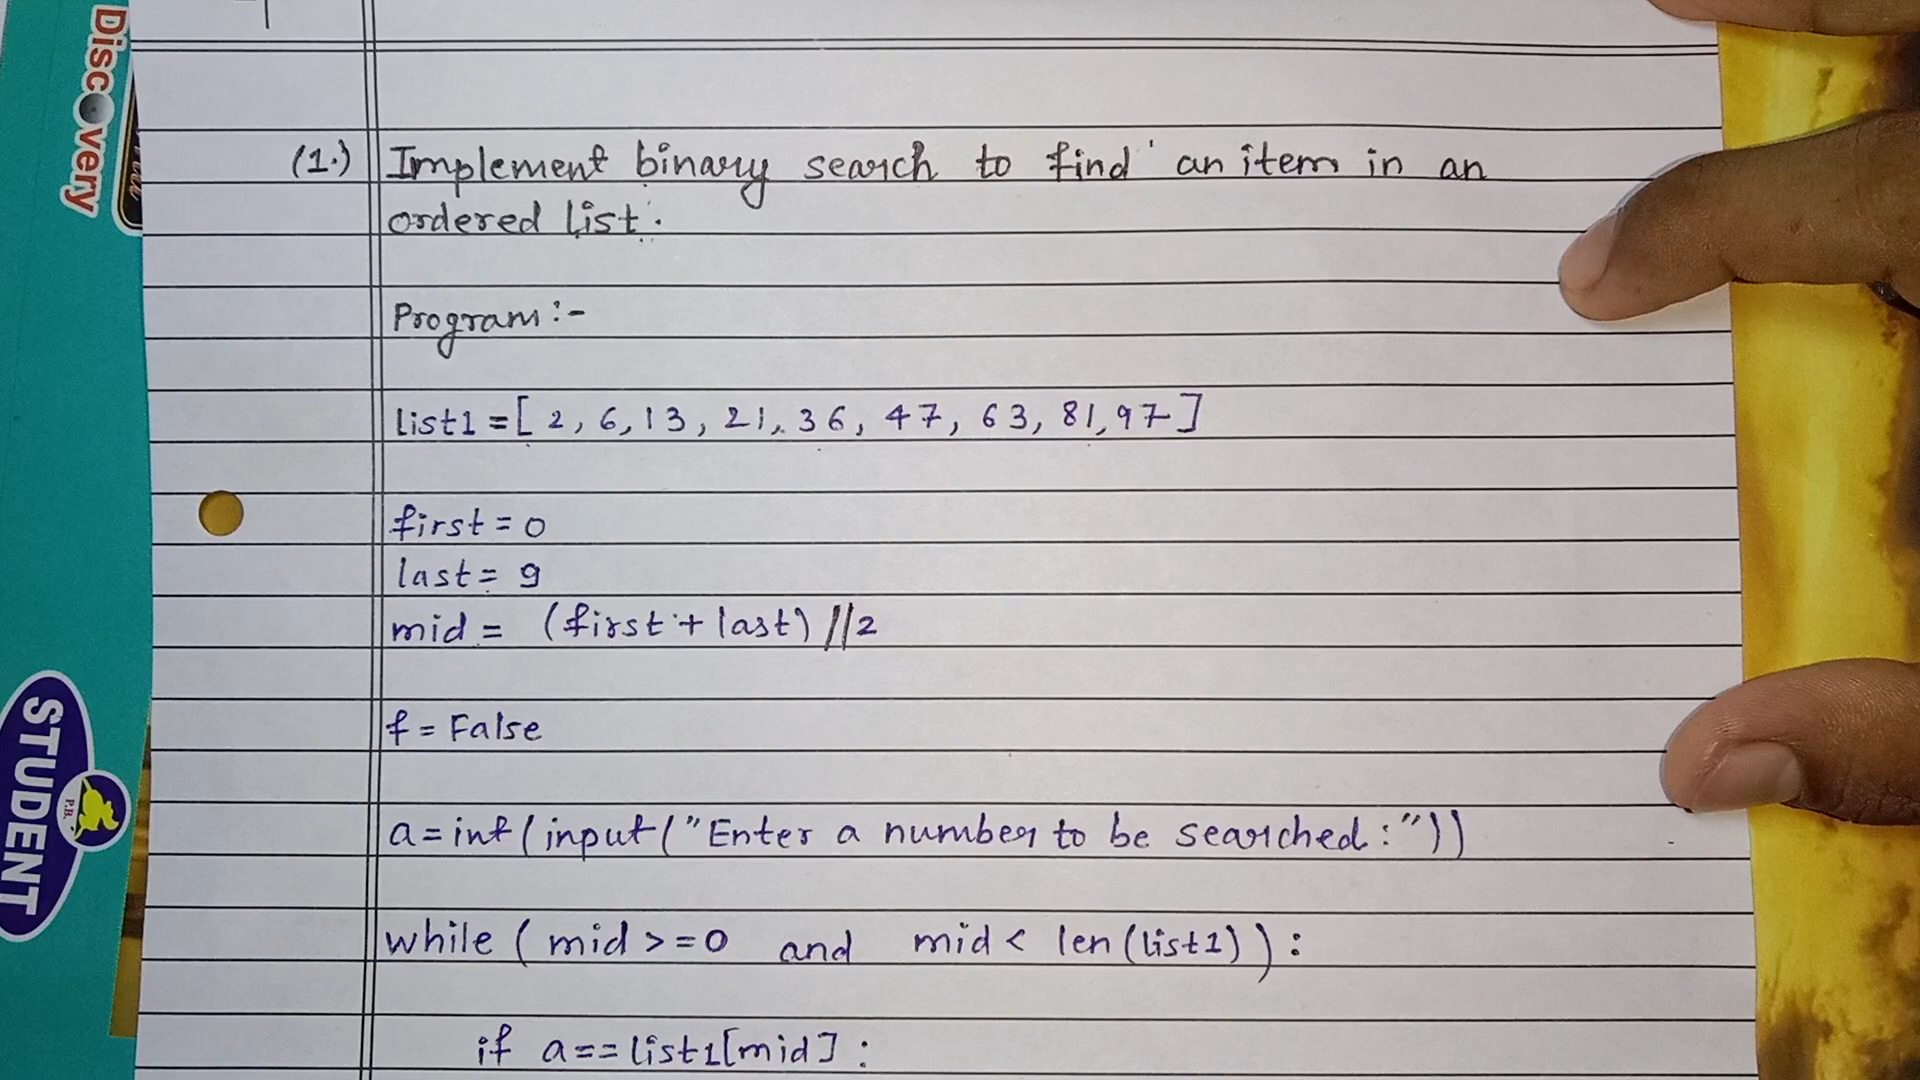 Discovery
STUDENT
P.B.
(1.) Implement binary search to find an item in an
ordered list.
Program :-
list1 = [ 2, 6, 13, 21, 36, 47, 63, 81, 97 ]
first = 0
last = 9
mid = (first + last) //2
f = False
a = int(input("Enter a number to be searched:"))
while ( mid >= 0 and mid < len (list1) ) :
if a == list1[mid] :